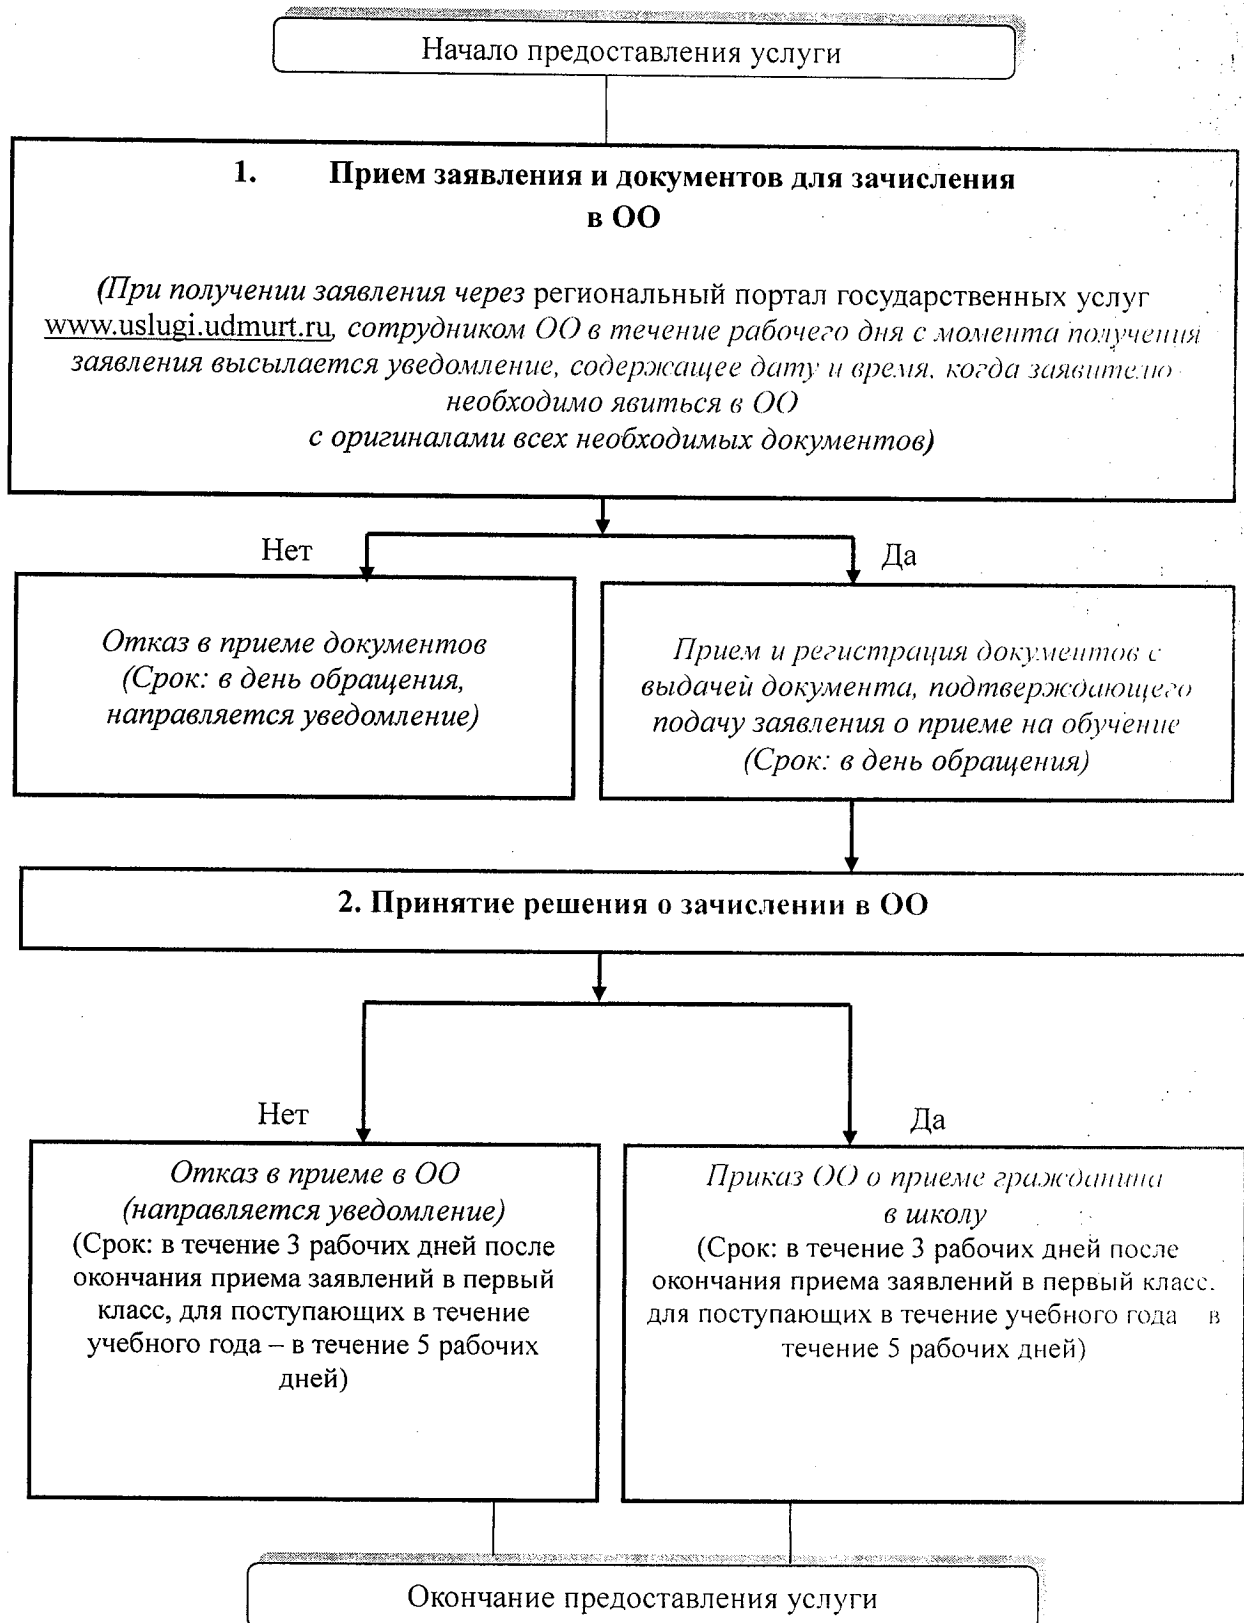 Начало предоставления услуги
1. Прием заявления и документов для зачисления
в ОО
(При получении заявления через региональный портал государственных услуг
www.uslugi.udmurt.ru, сотрудником ОО в течение рабочего дня с момента получения
заявления высылается уведомление, содержащее дату и время, когда заявителю
необходимо явиться в ОО
с оригиналами всех необходимых документов)
Нет
Да
Отказ в приеме документов
(Срок: в день обращения,
направляется уведомление)
Прием и регистрация документов с
выдачей документа, подтверждающего
подачу заявления о приеме на обучение
(Срок: в день обращения)
2. Принятие решения о зачислении в ОО
Нет
Да
Отказ в приеме в ОО
(направляется уведомление)
(Срок: в течение 3 рабочих дней после
окончания приема заявлений в первый
класс, для поступающих в течение
учебного года – в течение 5 рабочих
дней)
Приказ ОО о приеме гражданина
в школу
(Срок: в течение 3 рабочих дней после
окончания приема заявлений в первый класс,
для поступающих в течение учебного года в
течение 5 рабочих дней)
Окончание предоставления услуги